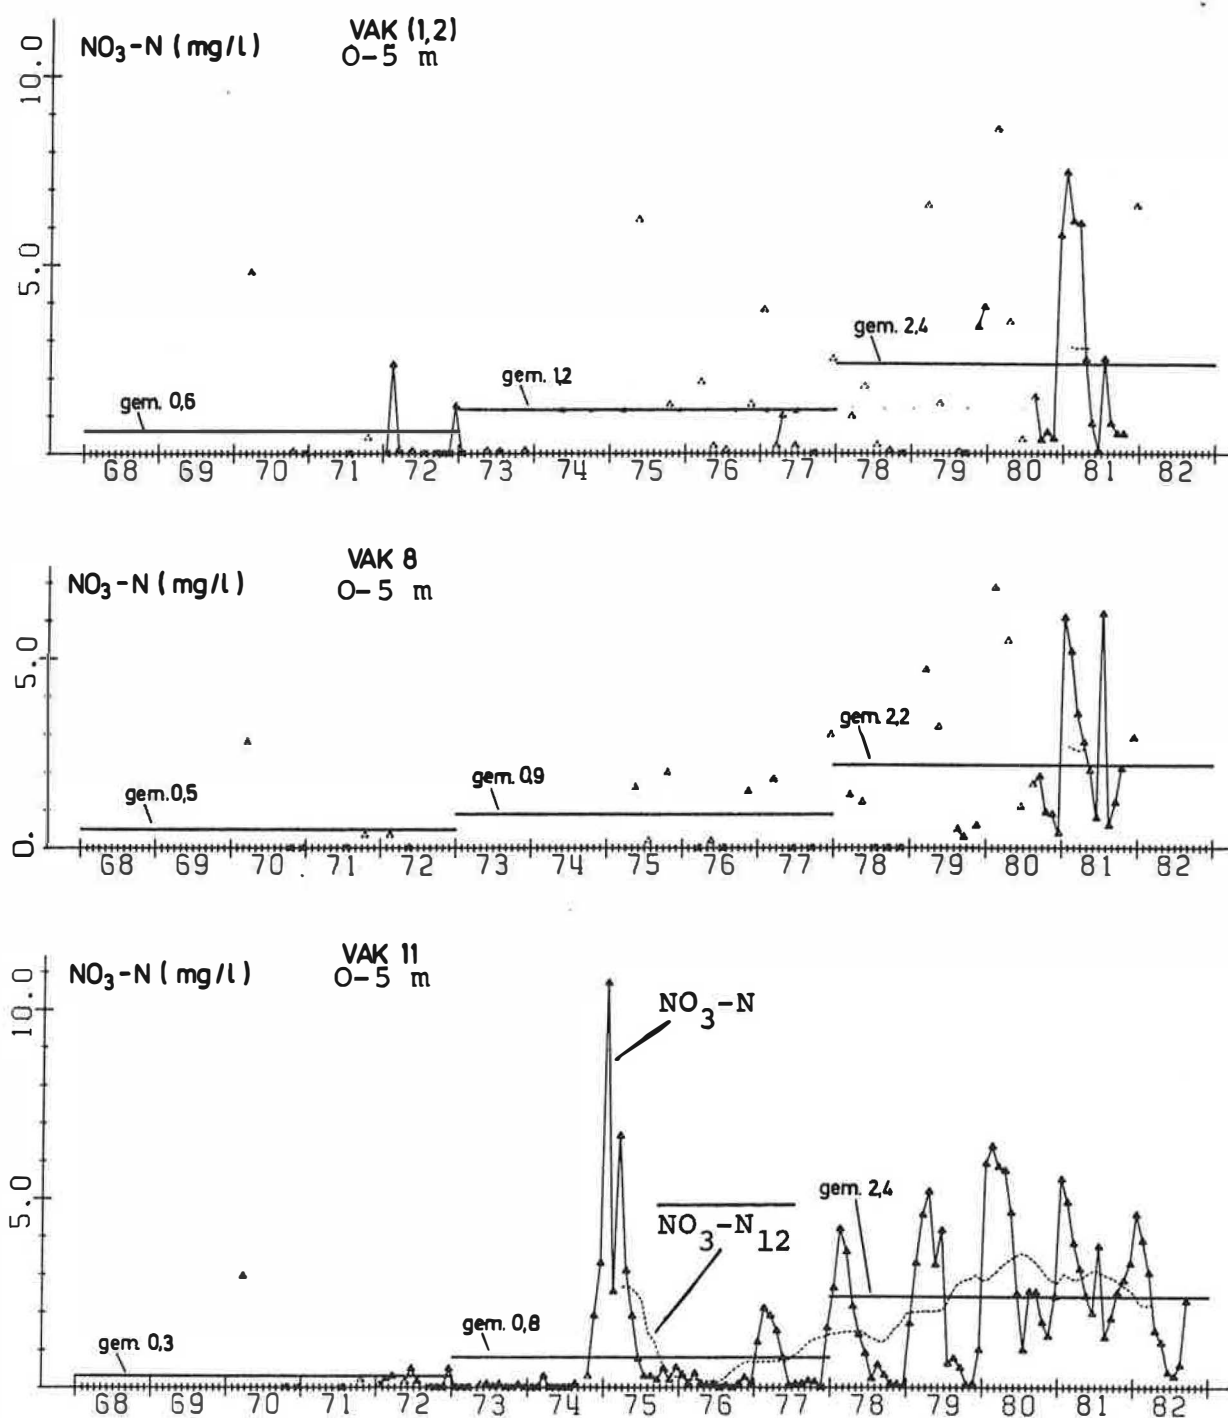 NO3-N (mg/l)
VAK (1,2)
0-5 m
10.0
5.0
gem. 0,6
gem. 1,2
gem. 2,4
68 69 70 71 72 73 74 75 76 77 78 79 80 81 82
NO3-N (mg/l)
VAK 8
0-5 m
5.0
0.
gem. 0,5
gem. 0,9
gem. 2,2
68 69 70 71 72 73 74 75 76 77 78 79 80 81 82
NO3-N (mg/l)
VAK 11
0-5 m
10.0
5.0
NO3-N
NO3-N12
gem. 0,3
gem. 0,8
gem. 2,4
68 69 70 71 72 73 74 75 76 77 78 79 80 81 82